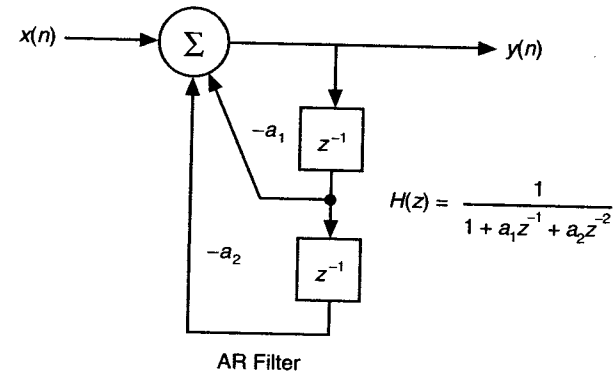 x(n)
Σ
y(n)
−a₁
z⁻¹
H(z) = 1 / (1 + a₁z⁻¹ + a₂z⁻²)
−a₂
z⁻¹
AR Filter